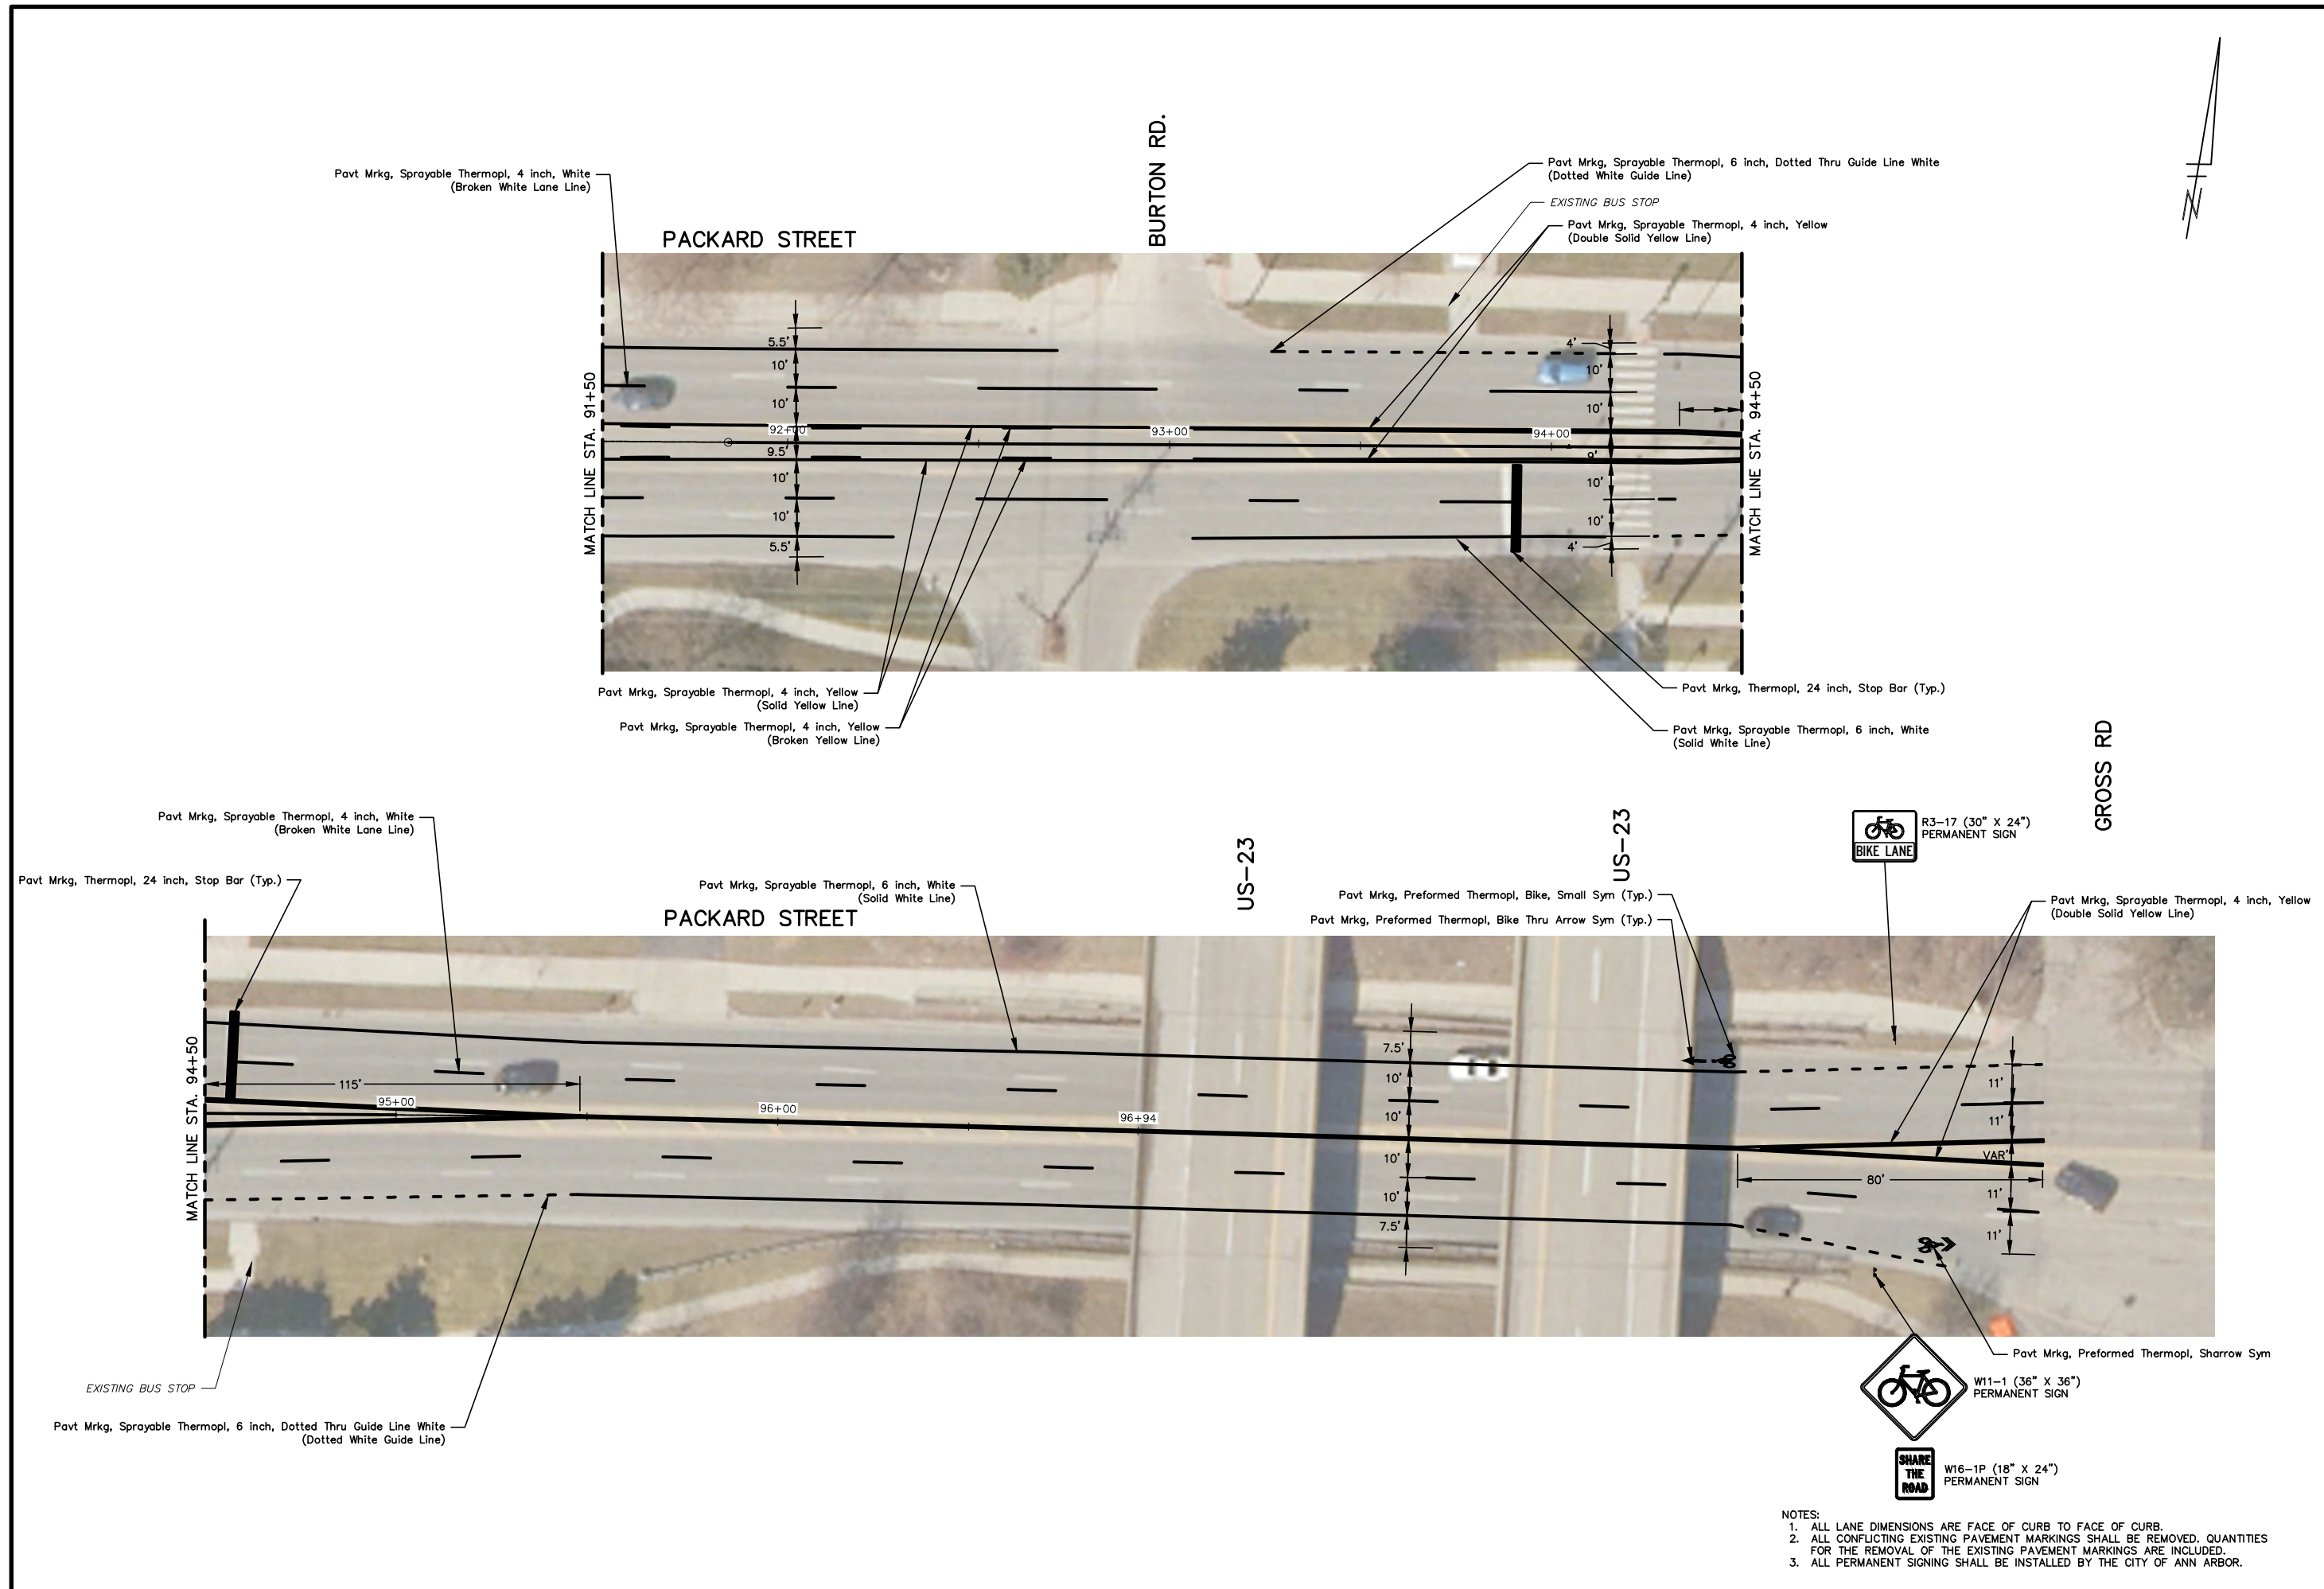 BURTON RD.
Pavt Mrkg, Sprayable Thermopl, 4 inch, White
(Broken White Lane Line)
Pavt Mrkg, Sprayable Thermopl, 6 inch, Dotted Thru Guide Line White
(Dotted White Guide Line)
EXISTING BUS STOP
Pavt Mrkg, Sprayable Thermopl, 4 inch, Yellow
(Double Solid Yellow Line)
N
PACKARD STREET
MATCH LINE STA. 91+50
5.5'
10'
10'
92+00
9.5'
10'
10'
5.5'
93+00
94+00
4'
10'
10'
9'
10'
10'
4'
MATCH LINE STA. 94+50
Pavt Mrkg, Sprayable Thermopl, 4 inch, Yellow
(Solid Yellow Line)
Pavt Mrkg, Sprayable Thermopl, 4 inch, Yellow
(Broken Yellow Line)
Pavt Mrkg, Thermopl, 24 inch, Stop Bar (Typ.)
Pavt Mrkg, Sprayable Thermopl, 6 inch, White
(Solid White Line)
GROSS RD
Pavt Mrkg, Sprayable Thermopl, 4 inch, White
(Broken White Lane Line)
Pavt Mrkg, Thermopl, 24 inch, Stop Bar (Typ.)
Pavt Mrkg, Sprayable Thermopl, 6 inch, White
(Solid White Line)
PACKARD STREET
US-23
US-23
BIKE LANE
R3-17 (30" X 24")
PERMANENT SIGN
Pavt Mrkg, Preformed Thermopl, Bike, Small Sym (Typ.)
Pavt Mrkg, Preformed Thermopl, Bike Thru Arrow Sym (Typ.)
Pavt Mrkg, Sprayable Thermopl, 4 inch, Yellow
(Double Solid Yellow Line)
MATCH LINE STA. 94+50
115'
95+00
96+00
96+94
7.5'
10'
10'
10'
10'
7.5'
11'
11'
VAR'
80'
11'
11'
EXISTING BUS STOP
Pavt Mrkg, Sprayable Thermopl, 6 inch, Dotted Thru Guide Line White
(Dotted White Guide Line)
Pavt Mrkg, Preformed Thermopl, Sharrow Sym
W11-1 (36" X 36")
PERMANENT SIGN
SHARE
THE
ROAD
W16-1P (18" X 24")
PERMANENT SIGN
NOTES:
1. ALL LANE DIMENSIONS ARE FACE OF CURB TO FACE OF CURB.
2. ALL CONFLICTING EXISTING PAVEMENT MARKINGS SHALL BE REMOVED. QUANTITIES
FOR THE REMOVAL OF THE EXISTING PAVEMENT MARKINGS ARE INCLUDED.
3. ALL PERMANENT SIGNING SHALL BE INSTALLED BY THE CITY OF ANN ARBOR.